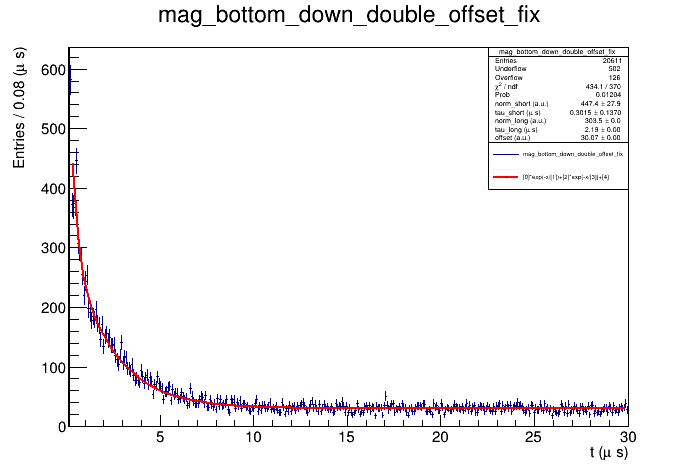 mag_bottom_down_double_offset_fix
Entries / 0.08 (μ s)
600
500
400
300
200
100
0
5
10
15
20
25
30
t (μ s)
mag_bottom_down_double_offset_fix
Entries 20611
Underflow 502
Overflow 126
χ² / ndf 434.1 / 370
Prob 0.01204
norm_short (a.u.) 447.4 ± 27.9
tau_short (μ s) 0.3015 ± 0.1370
norm_long (a.u.) 303.5 ± 0.0
tau_long (μ s) 2.19 ± 0.00
offset (a.u.) 30.07 ± 0.00
mag_bottom_down_double_offset_fix
[0]*exp(-x/[1])+[2]*exp(-x/[3])+[4]